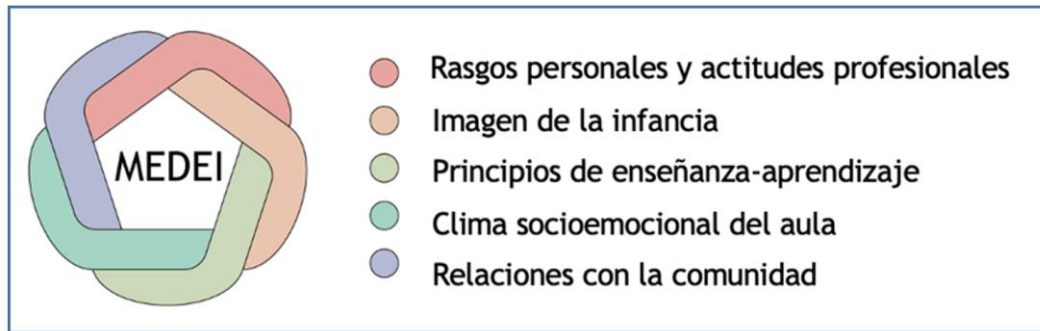 MEDEI
Rasgos personales y actitudes profesionales
Imagen de la infancia
Principios de enseñanza-aprendizaje
Clima socioemocional del aula
Relaciones con la comunidad